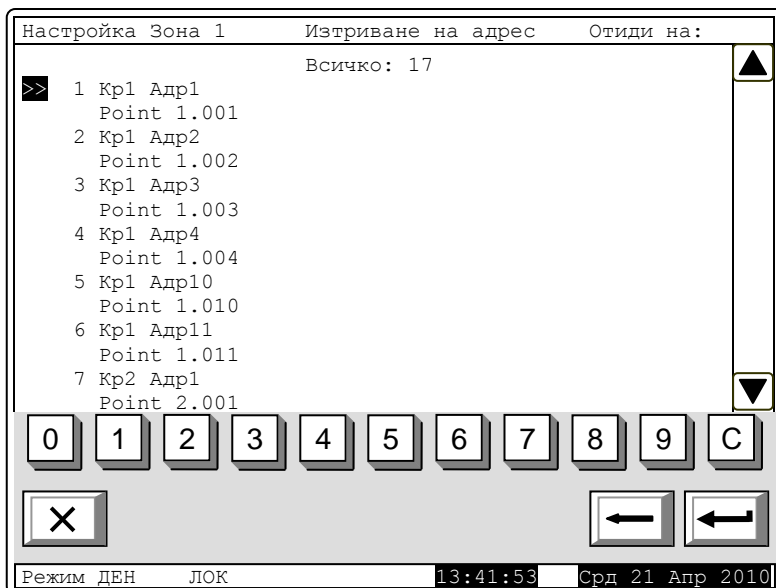 Настройка Зона 1 Изтриване на адрес Отиди на:
Всичко: 17
>> 1 Кр1 Адр1
Point 1.001
2 Кр1 Адр2
Point 1.002
3 Кр1 Адр3
Point 1.003
4 Кр1 Адр4
Point 1.004
5 Кр1 Адр10
Point 1.010
6 Кр1 Адр11
Point 1.011
7 Кр2 Адр1
Point 2.001
0 1 2 3 4 5 6 7 8 9 C
Режим ДЕН ЛОК 13:41:53 Срд 21 Апр 2010